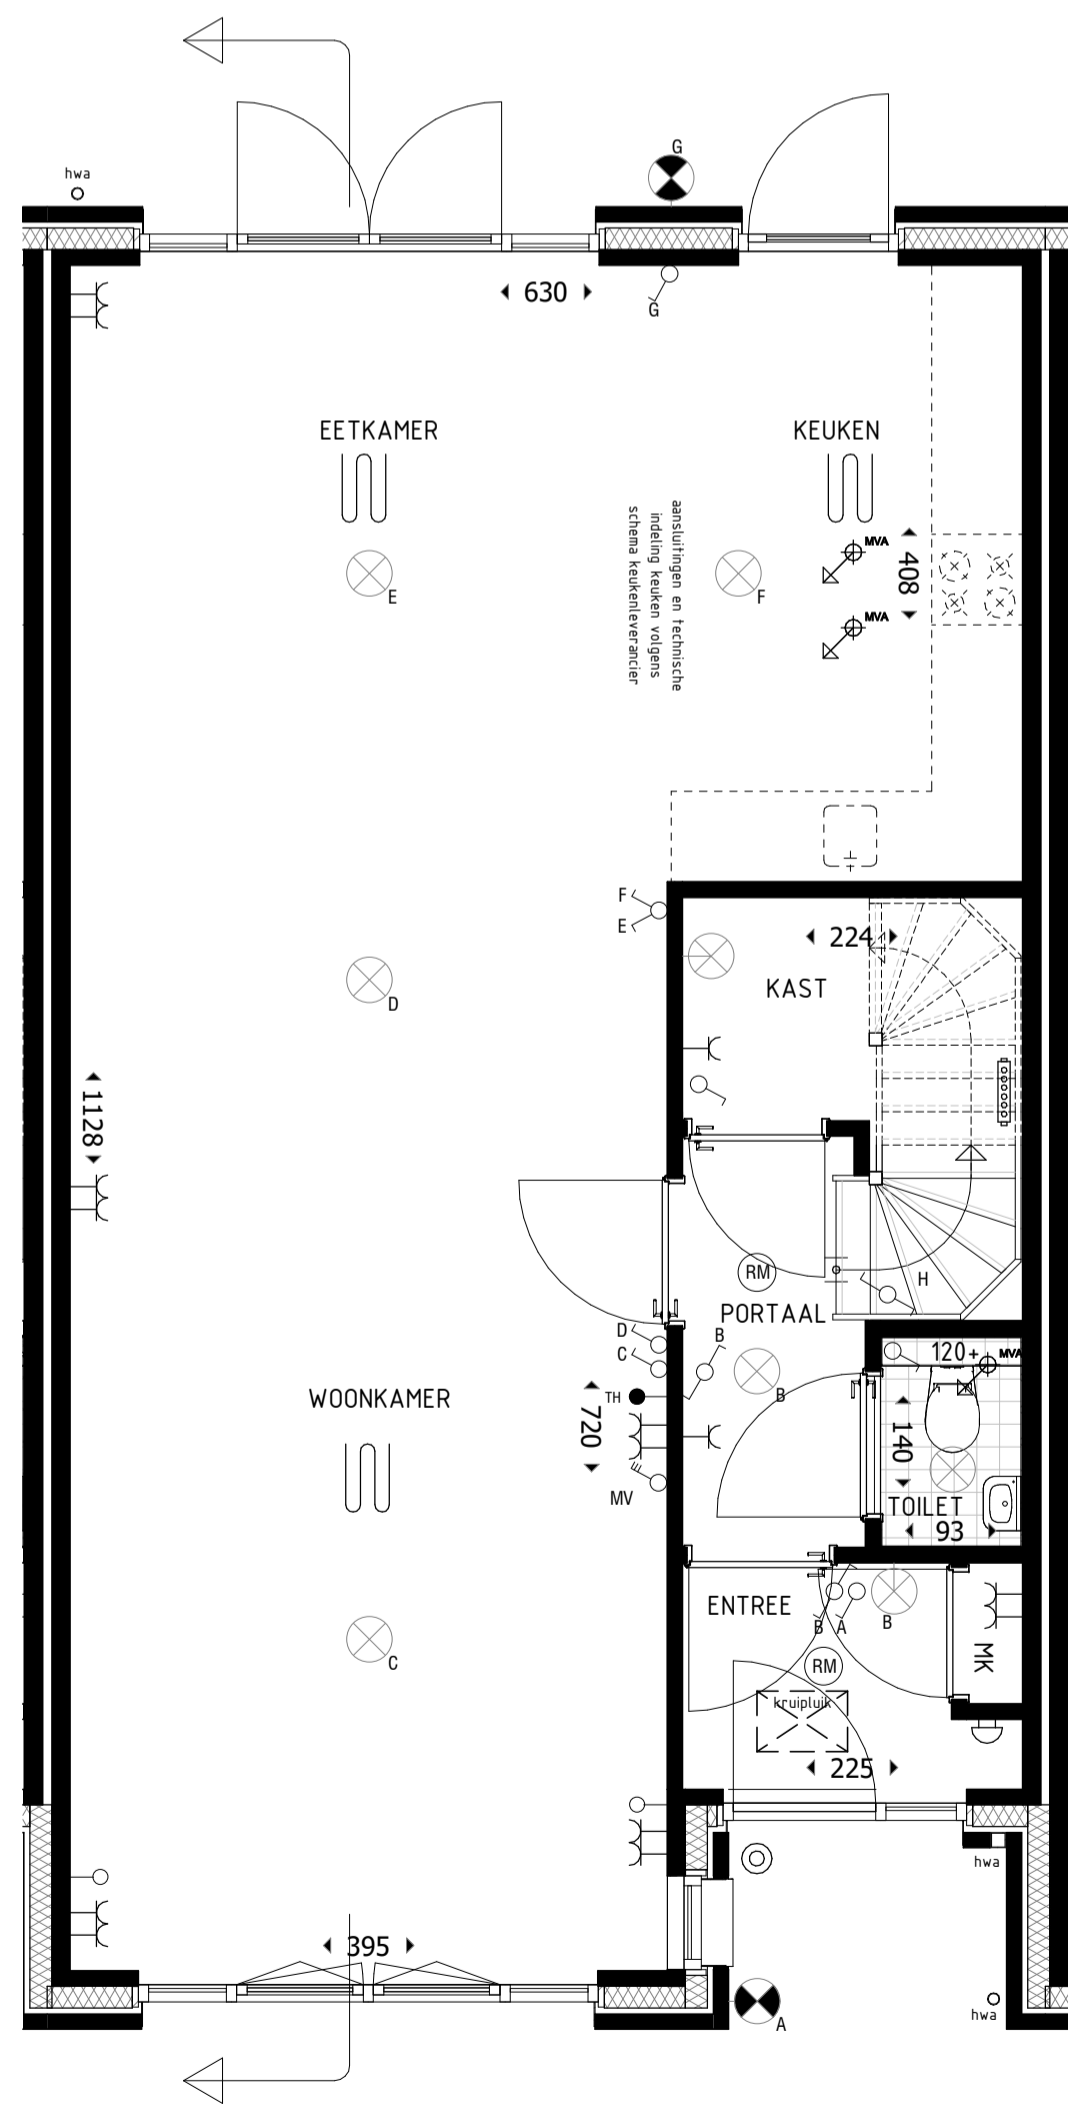 G
hwa
630
G
EETKAMER
KEUKEN
aansluitingen en technische
indeling keuken volgens
schema keukenleverancier
MVA
408
E
F
MVA
F
E
224
KAST
D
1128
RM
H
PORTAAL
D
B
C
120+
MVA
B
TH
WOONKAMER
720
140
MV
TOILET
93
ENTREE
B
A
B
MK
RM
C
kruipluik
225
hwa
395
hwa
A